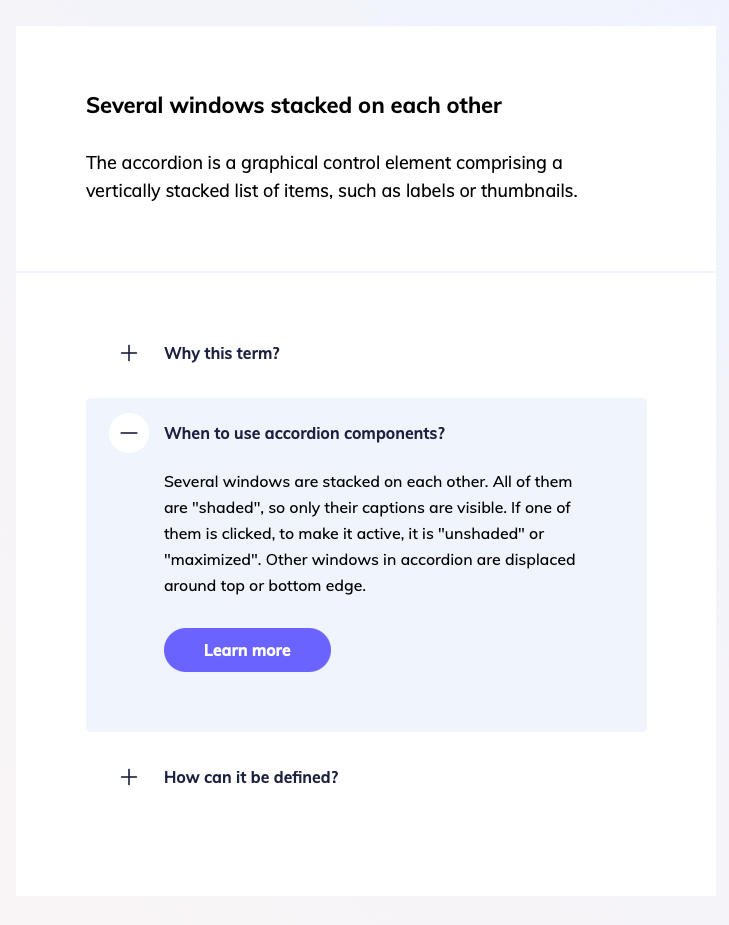 Several windows stacked on each other
The accordion is a graphical control element comprising a
vertically stacked list of items, such as labels or thumbnails.
Why this term?
When to use accordion components?
Several windows are stacked on each other. All of them
are "shaded", so only their captions are visible. If one of
them is clicked, to make it active, it is "unshaded" or
"maximized". Other windows in accordion are displaced
around top or bottom edge.
Learn more
How can it be defined?